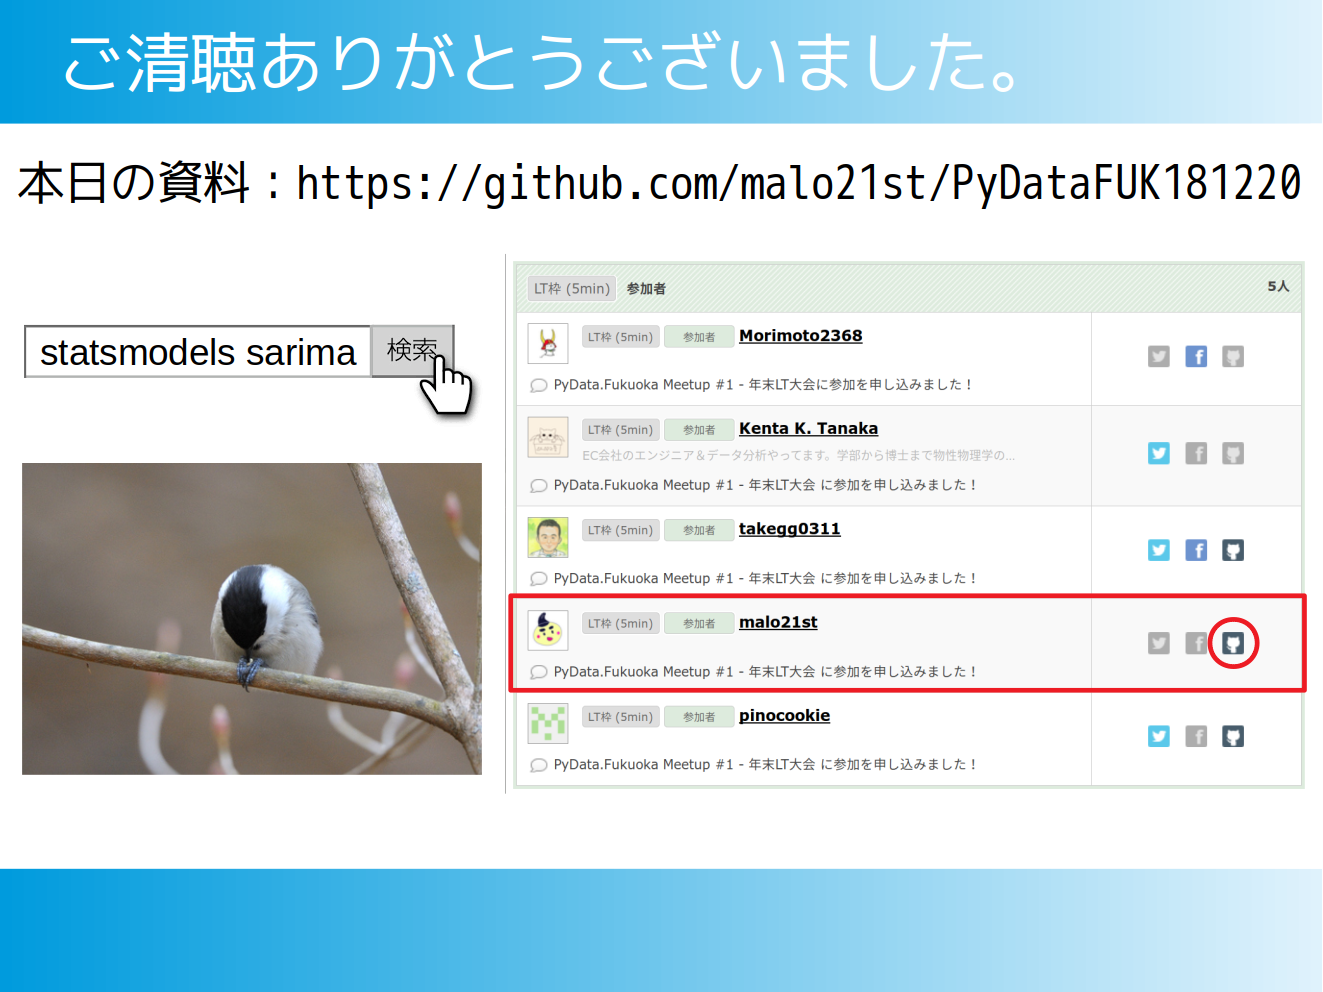 ご清聴ありがとうございました。
本日の資料：https://github.com/malo21st/PyDataFUK181220
statsmodels sarima 検索
LT枠 (5min) 参加者 5人
LT枠 (5min) 参加者 Morimoto2368
PyData.Fukuoka Meetup #1 - 年末LT大会に参加を申し込みました！
LT枠 (5min) 参加者 Kenta K. Tanaka
EC会社のエンジニア＆データ分析やってます。学部から博士まで物性物理学の...
PyData.Fukuoka Meetup #1 - 年末LT大会 に参加を申し込みました！
LT枠 (5min) 参加者 takegg0311
PyData.Fukuoka Meetup #1 - 年末LT大会 に参加を申し込みました！
LT枠 (5min) 参加者 malo21st
PyData.Fukuoka Meetup #1 - 年末LT大会 に参加を申し込みました！
LT枠 (5min) 参加者 pinocookie
PyData.Fukuoka Meetup #1 - 年末LT大会 に参加を申し込みました！